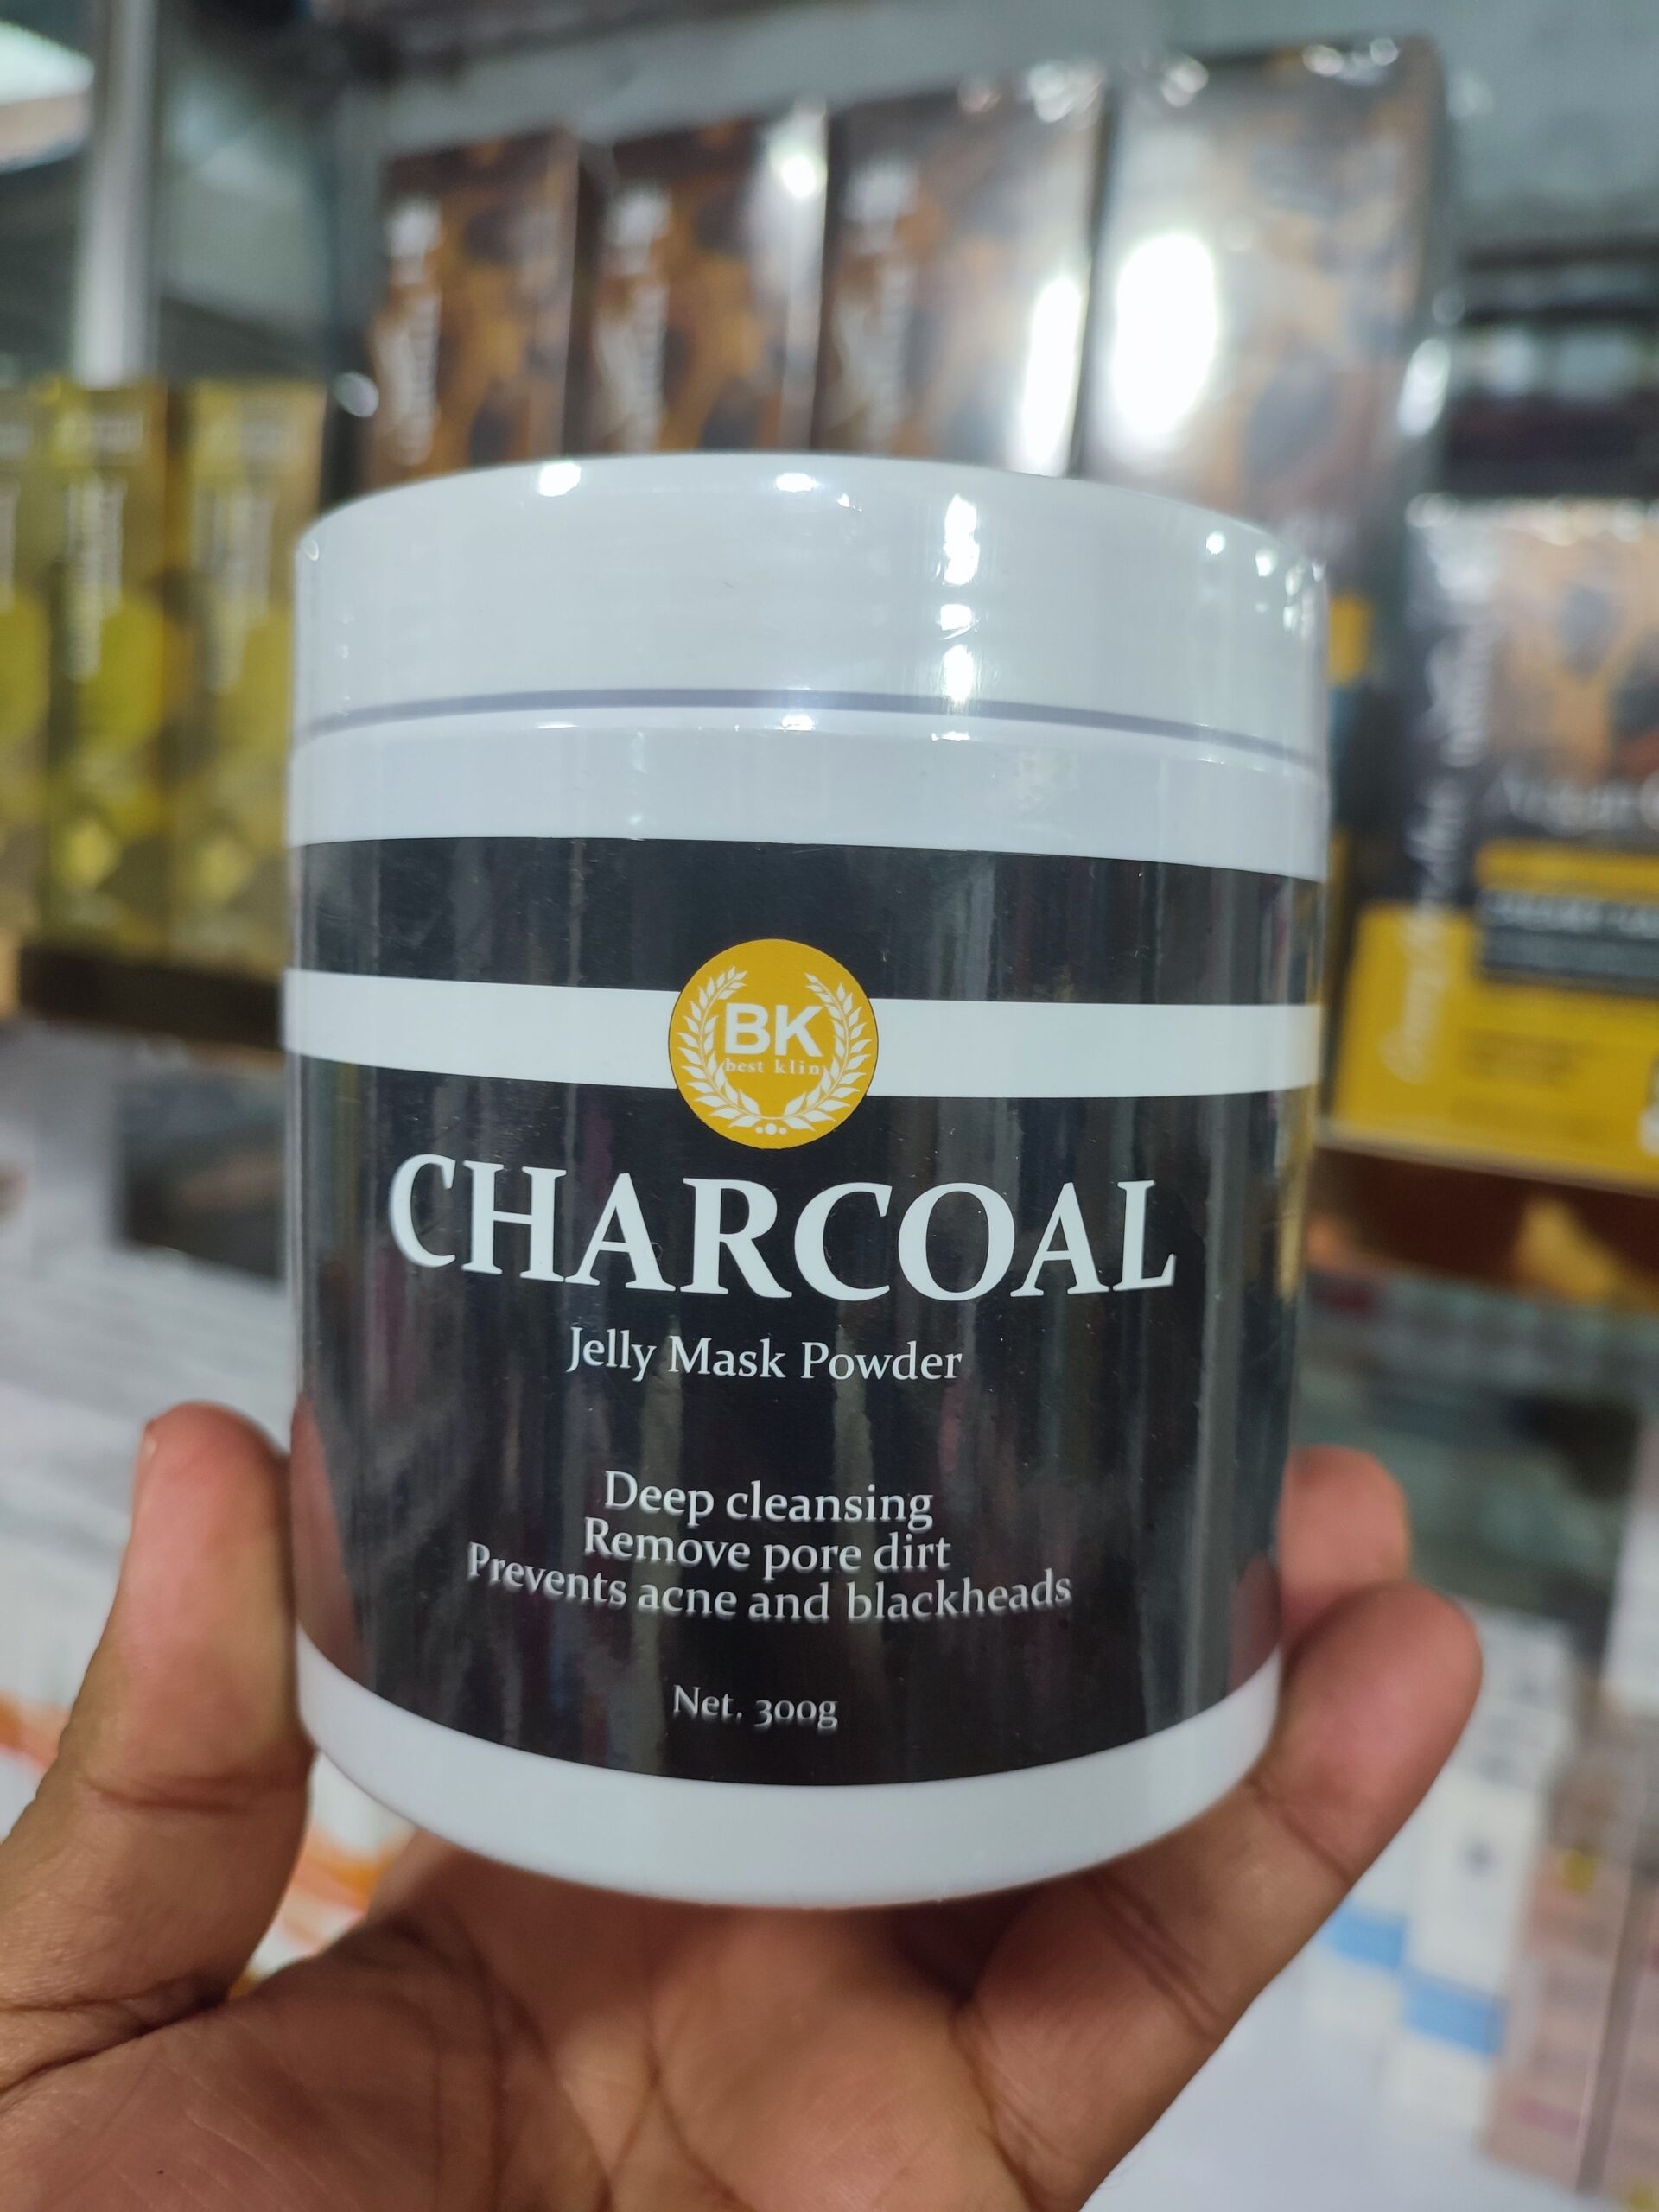 BK
best klin
CHARCOAL
Jelly Mask Powder
Deep cleansing
Remove pore dirt
Prevents acne and blackheads
Net. 300g